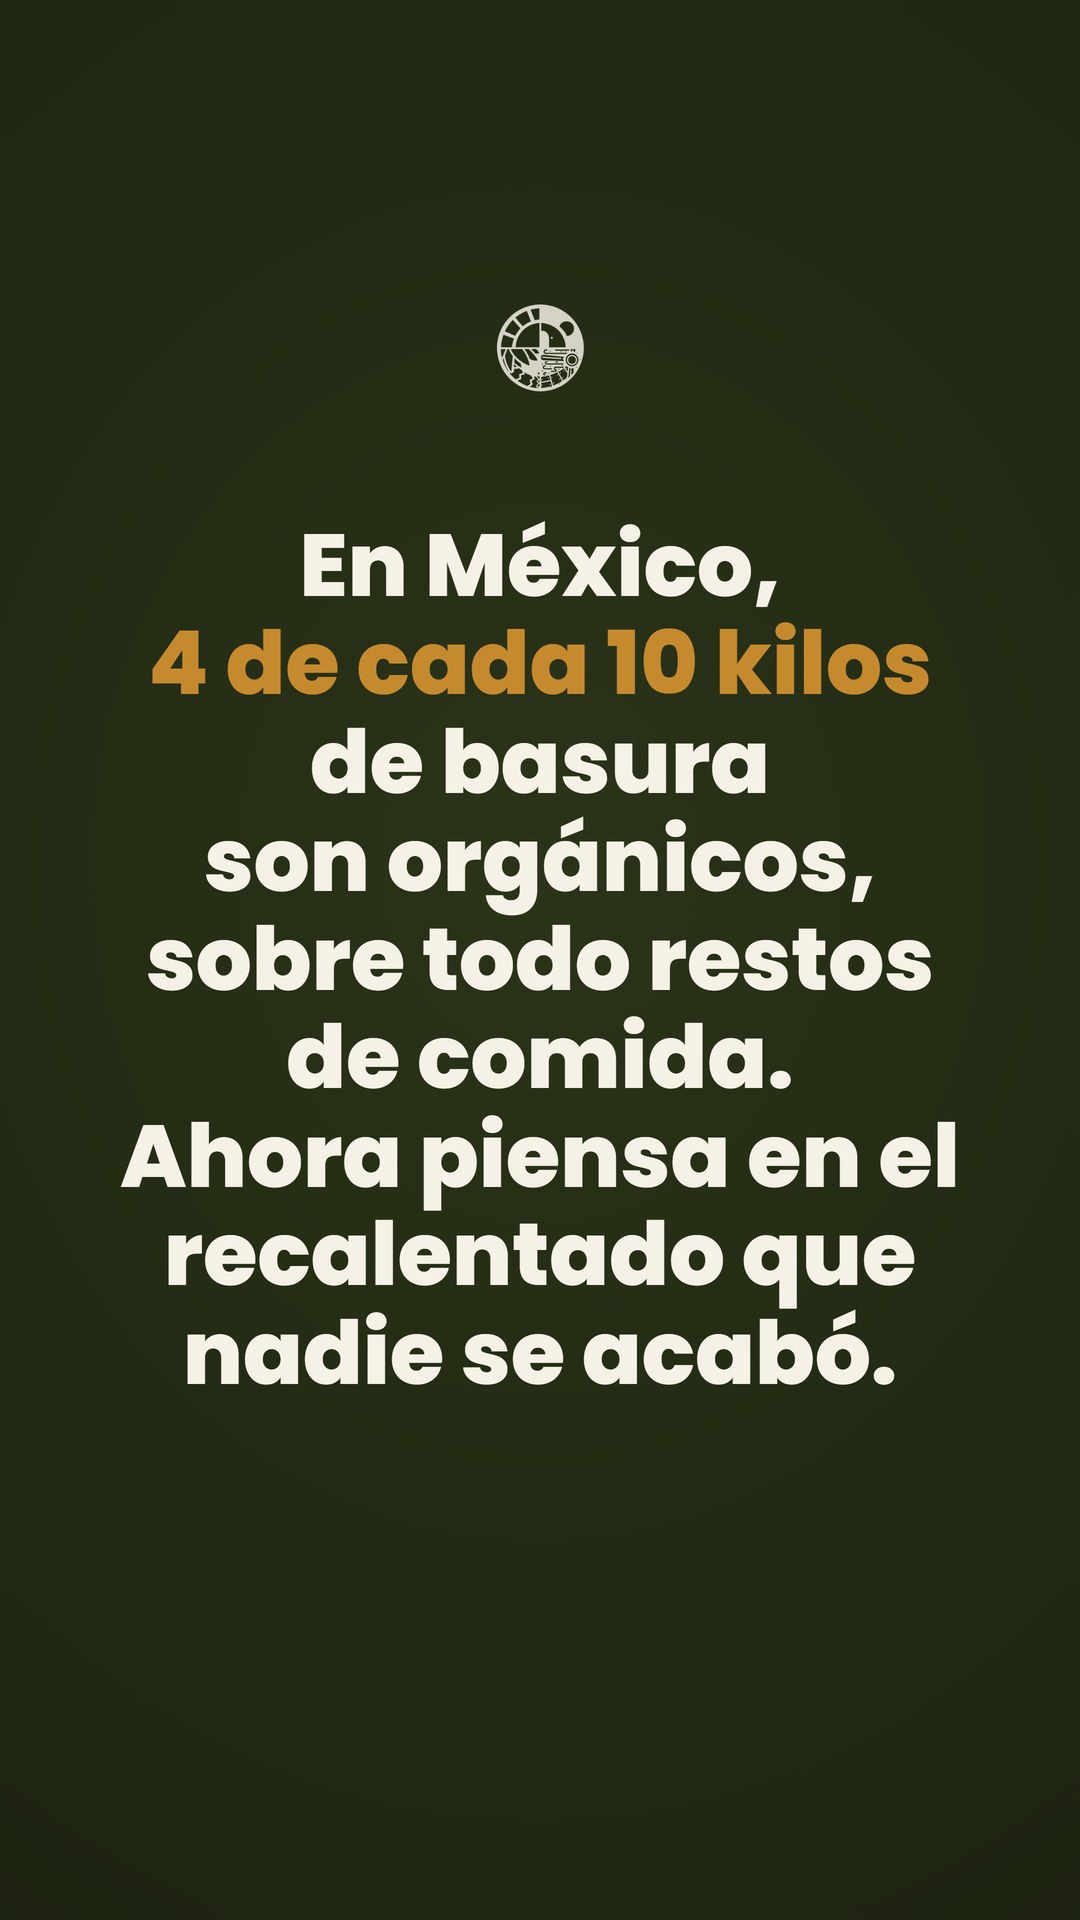 En México,
4 de cada 10 kilos
de basura
son orgánicos,
sobre todo restos
de comida.
Ahora piensa en el
recalentado que
nadie se acabó.